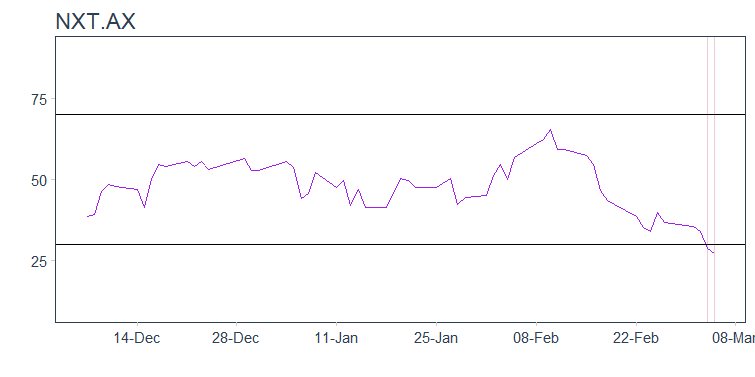 NXT.AX
75
50
25
14-Dec
28-Dec
11-Jan
25-Jan
08-Feb
22-Feb
08-Mar